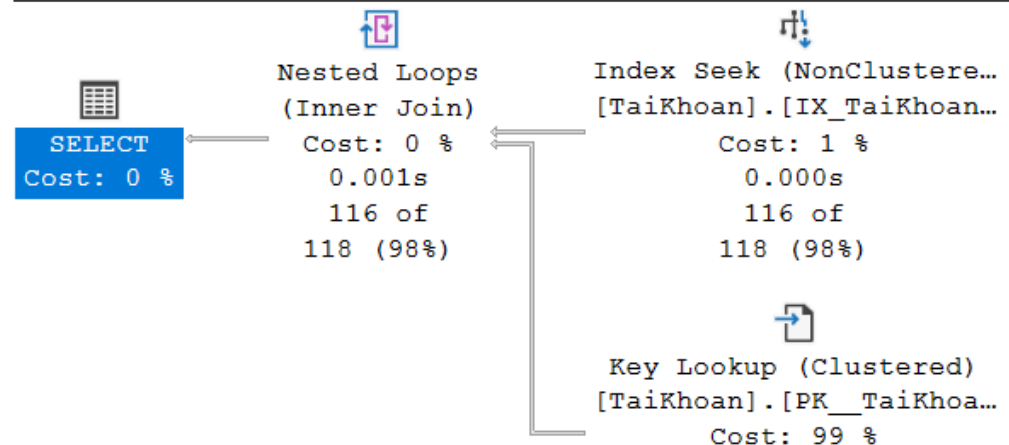 SELECT
Cost: 0 %
Nested Loops
(Inner Join)
Cost: 0 %
0.001s
116 of
118 (98%)
Index Seek (NonClustere…
[TaiKhoan].[IX_TaiKhoan…
Cost: 1 %
0.000s
116 of
118 (98%)
Key Lookup (Clustered)
[TaiKhoan].[PK__TaiKhoa…
Cost: 99 %